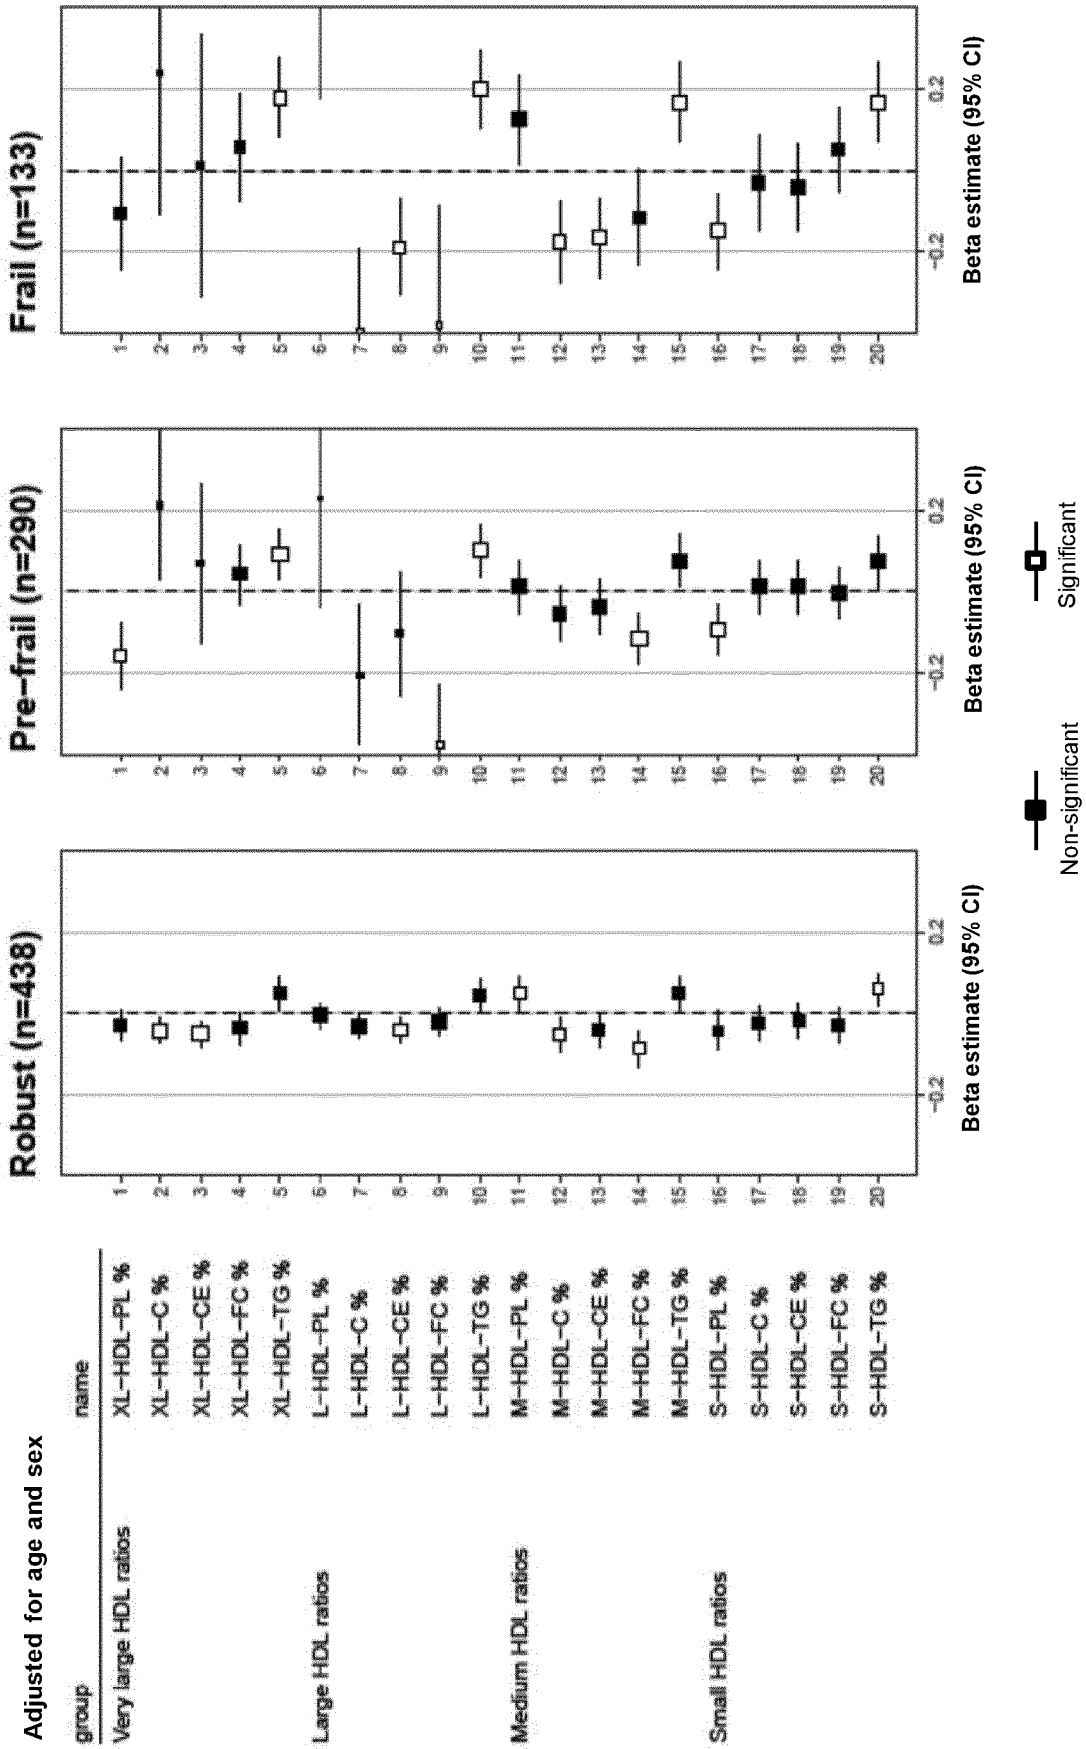 Adjusted for age and sex
Robust (n=438)
Pre-frail (n=290)
Frail (n=133)
group name
Very large HDL ratios XL-HDL-PL % 1 1 1
XL-HDL-C % 2 2 2
XL-HDL-CE % 3 3 3
XL-HDL-FC % 4 4 4
XL-HDL-TG % 5 5 5
Large HDL ratios L-HDL-PL % 6 6 6
L-HDL-C % 7 7 7
L-HDL-CE % 8 8 8
L-HDL-FC % 9 9 9
L-HDL-TG % 10 10 10
Medium HDL ratios M-HDL-PL % 11 11 11
M-HDL-C % 12 12 12
M-HDL-CE % 13 13 13
M-HDL-FC % 14 14 14
M-HDL-TG % 15 15 15
Small HDL ratios S-HDL-PL % 16 16 16
S-HDL-C % 17 17 17
S-HDL-CE % 18 18 18
S-HDL-FC % 19 19 19
S-HDL-TG % 20 20 20
-0.2 0.2 -0.2 0.2 -0.2 0.2
Beta estimate (95% CI) Beta estimate (95% CI) Beta estimate (95% CI)
Non-significant Significant